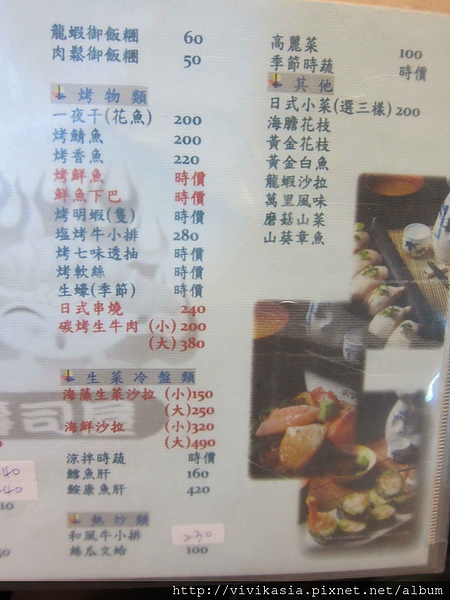 龍蝦御飯糰 60
肉鬆御飯糰 50
烤物類
一夜干(花魚) 200
烤鯖魚 200
烤香魚 220
烤鮮魚 時價
鮮魚下巴 時價
烤明蝦(隻) 時價
塩烤牛小排 280
烤七味透抽 時價
烤軟絲 時價
生蠔(季節) 時價
日式串燒 240
碳烤生牛肉 (小)200
(大)380
生菜冷盤類
海藻生菜沙拉 (小)150
(大)250
海鮮沙拉 (小)
(大)490
涼拌時蔬 時價
鱈魚肝 160
鮟康魚肝 420
熱炒類
和風牛小排 230
絲瓜文蛤 100
高麗菜 100
季節時蔬 時價
其他
日式小菜(選三樣)200
海膽花枝
黃金花枝
黃金白魚
龍蝦沙拉
萬里風味
磨菇山菜
山葵章魚
壽司屋
40
40
10
50
http://vivikasia.pixnet.net/album